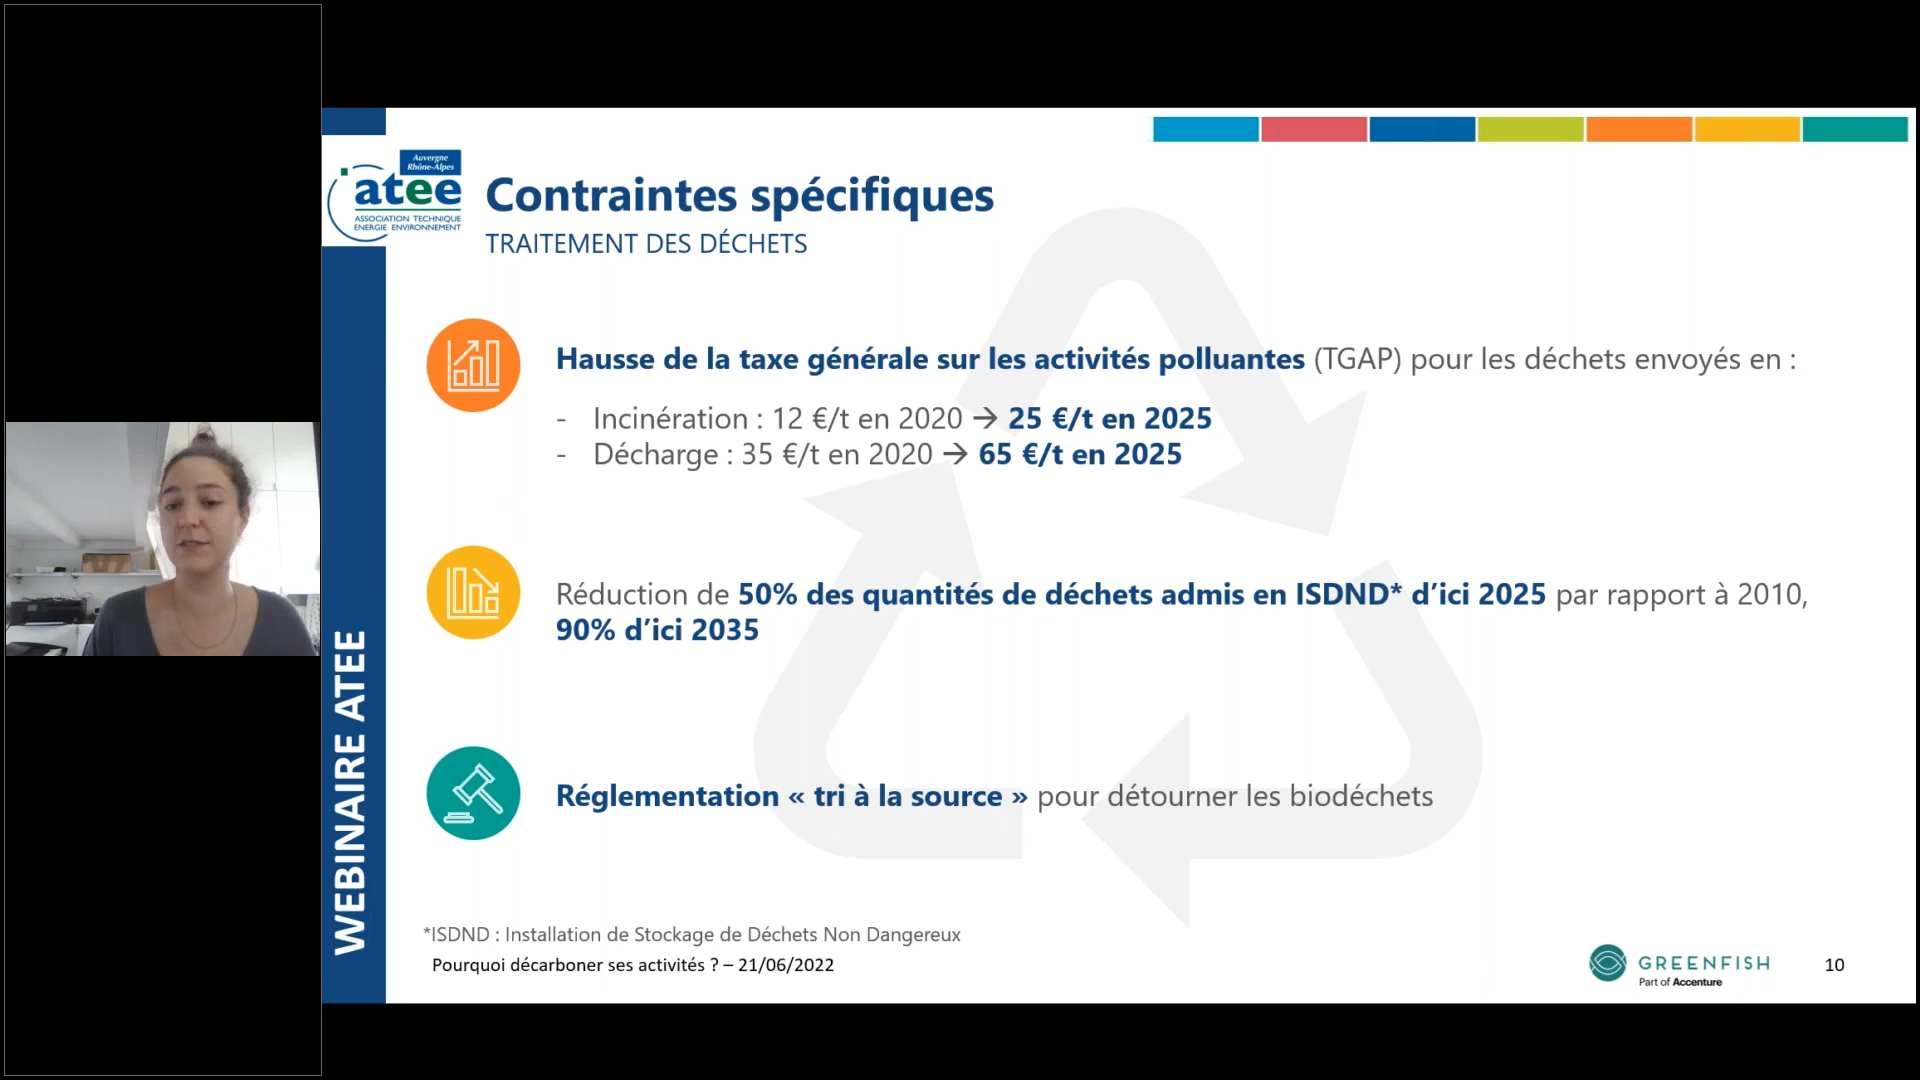 Auvergne
Rhône-Alpes
atee
ASSOCIATION TECHNIQUE
ENERGIE ENVIRONNEMENT
Contraintes spécifiques
TRAITEMENT DES DÉCHETS
Hausse de la taxe générale sur les activités polluantes (TGAP) pour les déchets envoyés en :
- Incinération : 12 €/t en 2020 → 25 €/t en 2025
- Décharge : 35 €/t en 2020 → 65 €/t en 2025
Réduction de 50% des quantités de déchets admis en ISDND* d’ici 2025 par rapport à 2010,
90% d’ici 2035
Réglementation « tri à la source » pour détourner les biodéchets
WEBINAIRE ATEE
*ISDND : Installation de Stockage de Déchets Non Dangereux
Pourquoi décarboner ses activités ? – 21/06/2022
GREENFISH
Part of Accenture
10